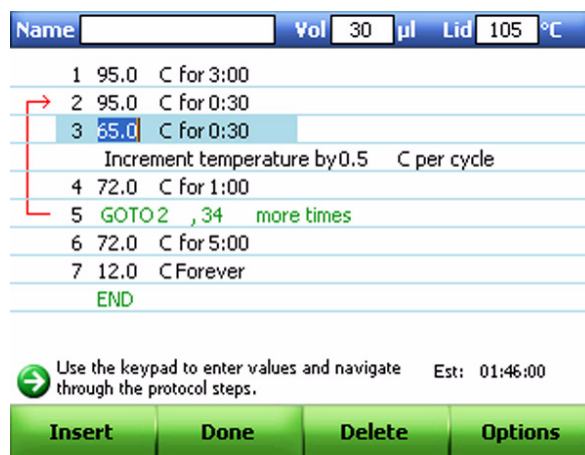 Name Vol 30 µl Lid 105 °C
1 95.0 C for 3:00
2 95.0 C for 0:30
3 65.0 C for 0:30
Increment temperature by 0.5 C per cycle
4 72.0 C for 1:00
5 GOTO 2 , 34 more times
6 72.0 C for 5:00
7 12.0 C Forever
END
Use the keypad to enter values and navigate
through the protocol steps.
Est: 01:46:00
Insert Done Delete Options